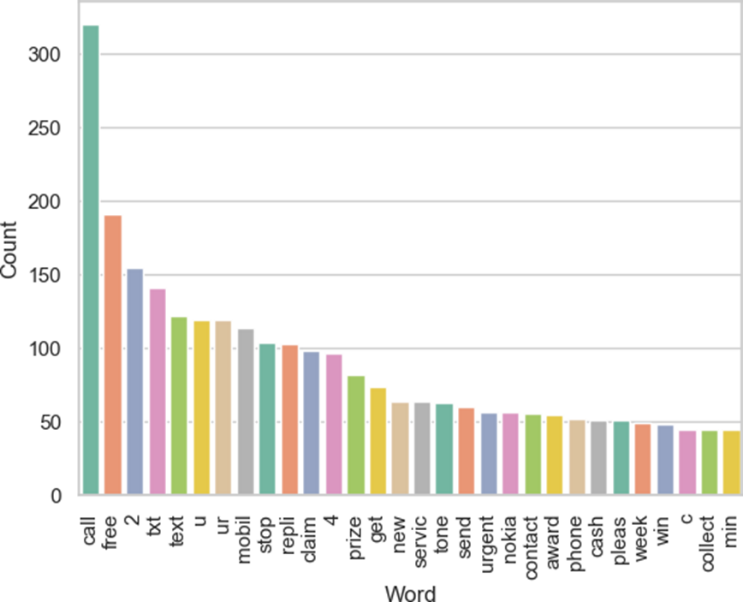 Count
300
250
200
150
100
50
0
call
free
2
txt
text
u
ur
mobil
stop
repli
claim
4
prize
get
new
servic
tone
send
urgent
nokia
contact
award
phone
cash
pleas
week
win
c
collect
min
Word